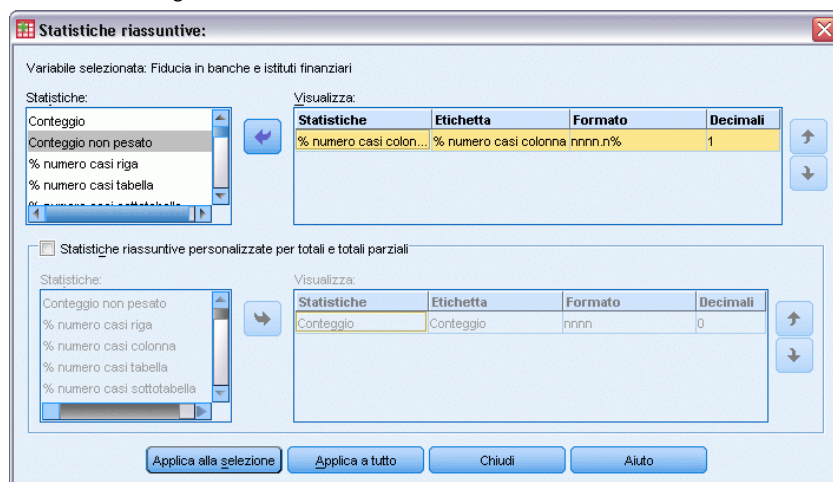 Statistiche riassuntive:
Variabile selezionata: Fiducia in banche e istituti finanziari
Statistiche:
Visualizza:
Conteggio
Conteggio non pesato
% numero casi riga
% numero casi tabella
% numero casi sottotabella
Statistiche Etichetta Formato Decimali
% numero casi colon... % numero casi colonna nnnn.n% 1
Statistiche riassuntive personalizzate per totali e totali parziali
Statistiche:
Visualizza:
Conteggio non pesato
% numero casi riga
% numero casi colonna
% numero casi tabella
% numero casi sottotabella
Statistiche Etichetta Formato Decimali
Conteggio Conteggio nnnn 0
Applica alla selezione Applica a tutto Chiudi Aiuto